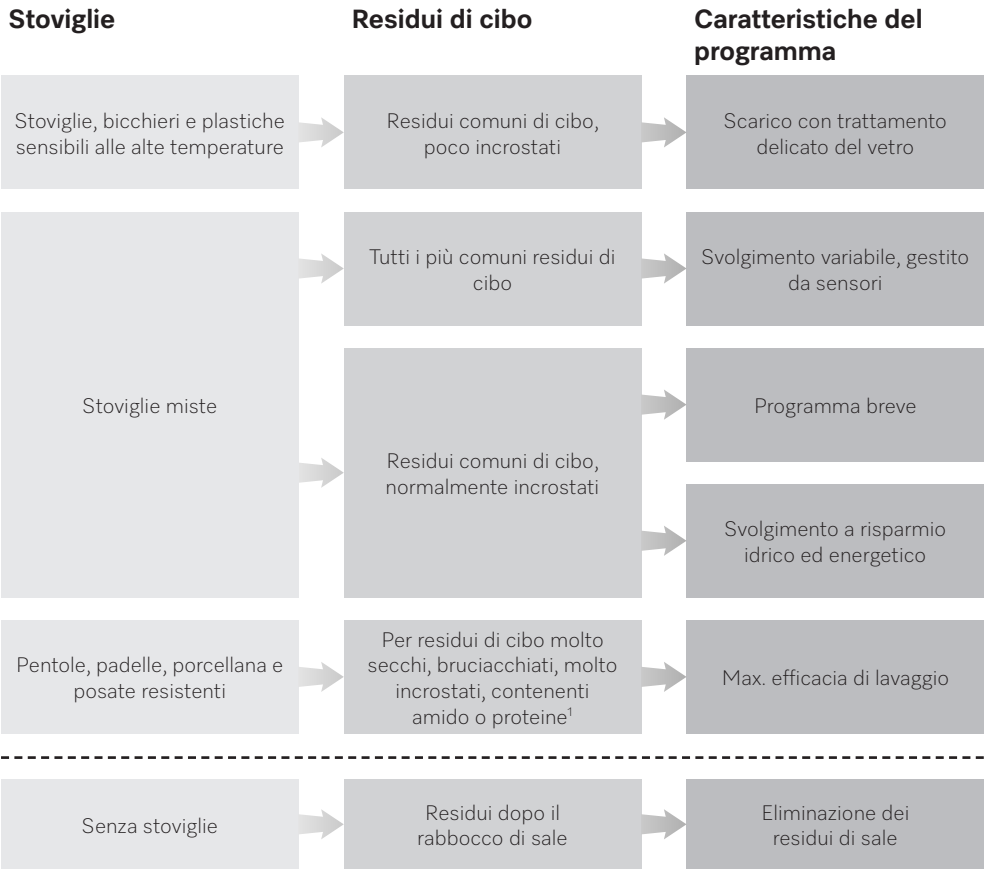 Stoviglie
Residui di cibo
Caratteristiche del
programma
Stoviglie, bicchieri e plastiche
sensibili alle alte temperature
Residui comuni di cibo,
poco incrostati
Scarico con trattamento
delicato del vetro
Stoviglie miste
Tutti i più comuni residui di
cibo
Svolgimento variabile, gestito
da sensori
Residui comuni di cibo,
normalmente incrostati
Programma breve
Svolgimento a risparmio
idrico ed energetico
Pentole, padelle, porcellana e
posate resistenti
Per residui di cibo molto
secchi, bruciacchiati, molto
incrostati, contenenti
amido o proteine¹
Max. efficacia di lavaggio
Senza stoviglie
Residui dopo il
rabbocco di sale
Eliminazione dei
residui di sale